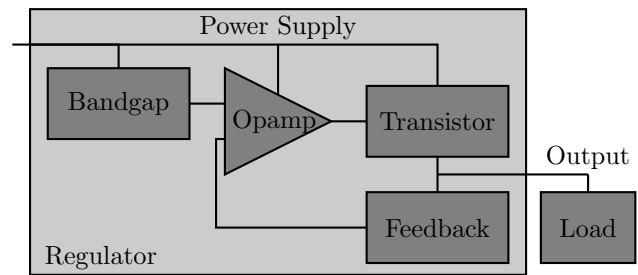 Power Supply
Bandgap
Opamp
Transistor
Output
Feedback
Load
Regulator